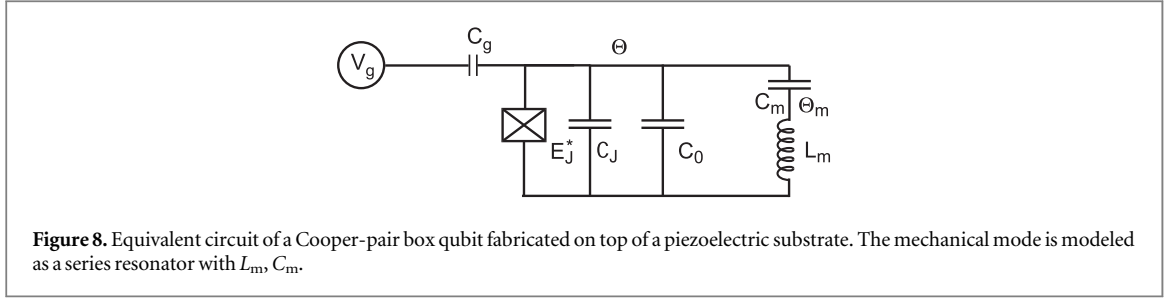 V_g
C_g
Θ
E_J^*
C_J
C_0
C_m
Θ_m
L_m
Figure 8. Equivalent circuit of a Cooper-pair box qubit fabricated on top of a piezoelectric substrate. The mechanical mode is modeled
as a series resonator with L_m, C_m.